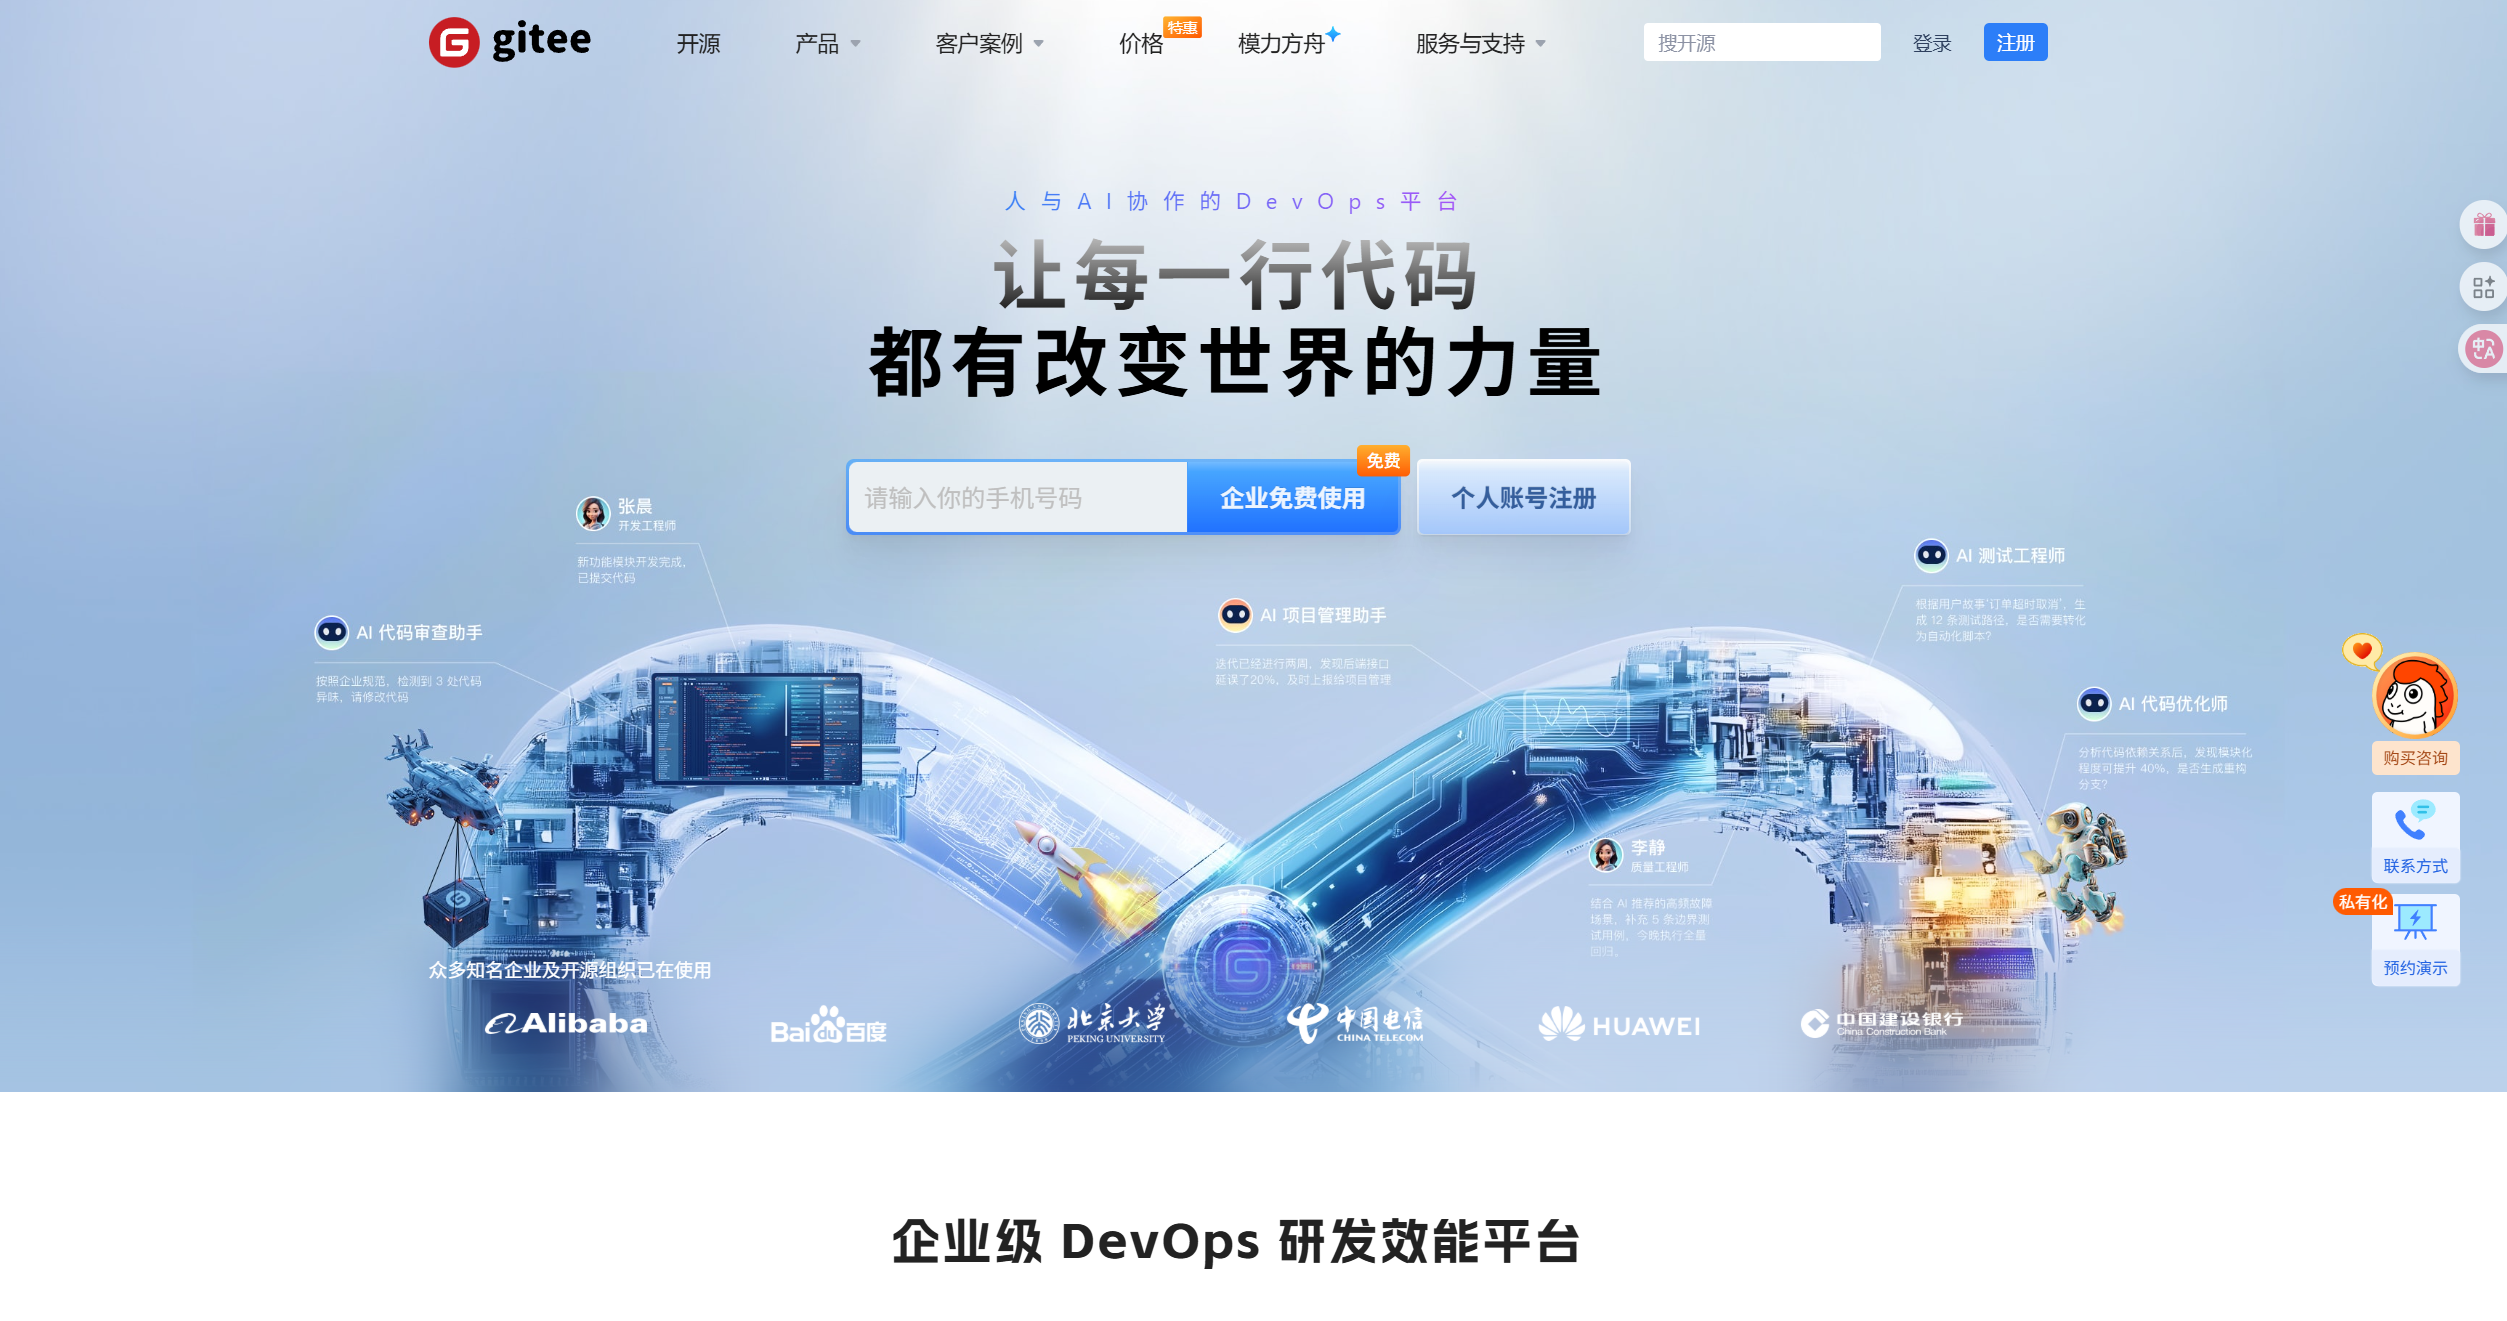 gitee
开源
产品
客户案例
价格
特惠
模力方舟
服务与支持
搜开源
登录
注册
人与AI协作的DevOps平台
让每一行代码
都有改变世界的力量
请输入你的手机号码
企业免费使用
免费
个人账号注册
张晨
开发工程师
新功能模块开发完成，
已提交代码
AI 代码审查助手
按照企业规范，检测到 3 处代码
异味，请修改代码
AI 项目管理助手
迭代已经进行两周，发现后端接口
延误了20%，及时上报给项目管理
AI 测试工程师
根据用户故事‘订单超时取消’，生
成 12 条测试路径，是否需要转化
为自动化脚本？
AI 代码优化师
分析代码依赖关系后，发现模块化
程度可提升 40%，是否生成重构
分支？
李静
质量工程师
结合 AI 推荐的高频故障
场景，补充 5 条边界测
试用例，今晚执行全量
回归。
购买咨询
联系方式
私有化
预约演示
众多知名企业及开源组织已在使用
Alibaba
Bai du 百度
北京大学
PEKING UNIVERSITY
中国电信
CHINA TELECOM
HUAWEI
中国建设银行
China Construction Bank
企业级 DevOps 研发效能平台